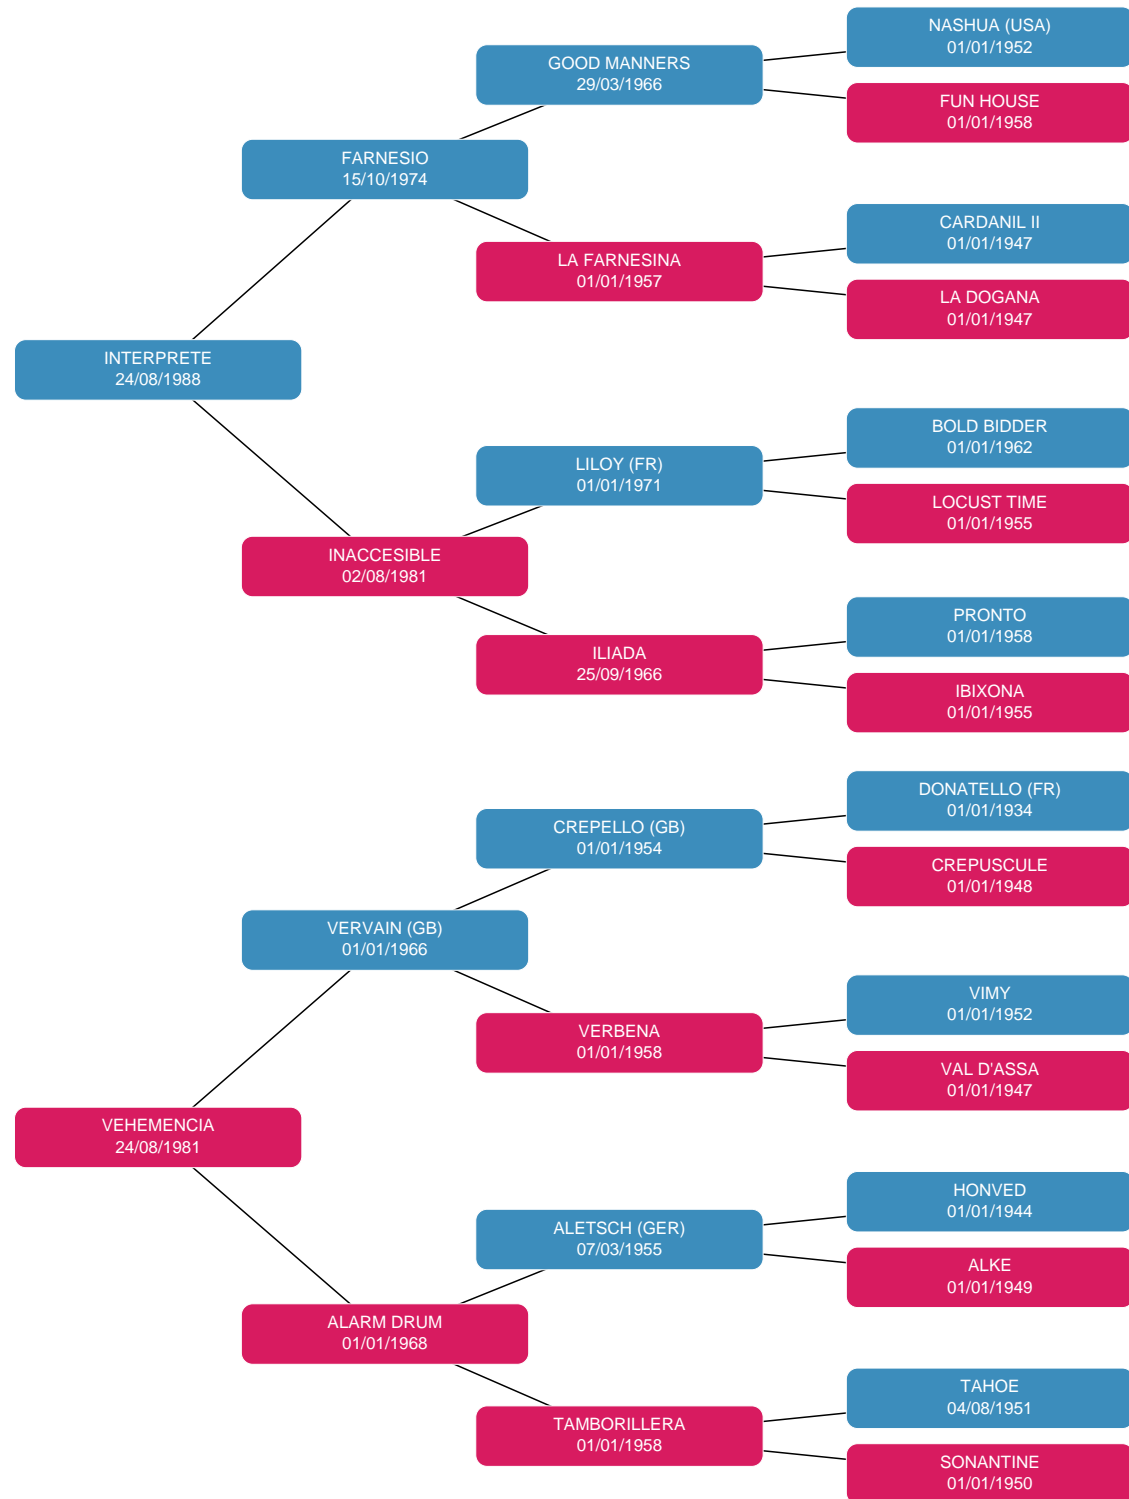 NASHUA (USA)
01/01/1952
GOOD MANNERS
29/03/1966
FUN HOUSE
01/01/1958
FARNESIO
15/10/1974
CARDANIL II
01/01/1947
LA FARNESINA
01/01/1957
LA DOGANA
01/01/1947
INTERPRETE
24/08/1988
BOLD BIDDER
01/01/1962
LILOY (FR)
01/01/1971
LOCUST TIME
01/01/1955
INACCESIBLE
02/08/1981
PRONTO
01/01/1958
ILIADA
25/09/1966
IBIXONA
01/01/1955
DONATELLO (FR)
01/01/1934
CREPELLO (GB)
01/01/1954
CREPUSCULE
01/01/1948
VERVAIN (GB)
01/01/1966
VIMY
01/01/1952
VERBENA
01/01/1958
VAL D'ASSA
01/01/1947
VEHEMENCIA
24/08/1981
HONVED
01/01/1944
ALETSCH (GER)
07/03/1955
ALKE
01/01/1949
ALARM DRUM
01/01/1968
TAHOE
04/08/1951
TAMBORILLERA
01/01/1958
SONANTINE
01/01/1950